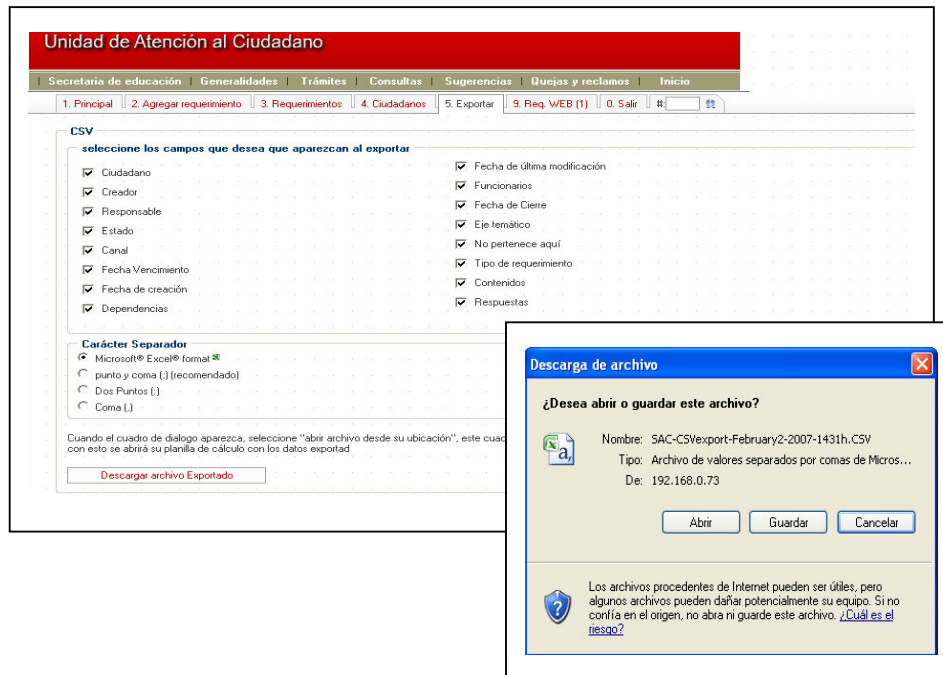 Unidad de Atención al Ciudadano
| Secretaria de educación | Generalidades | Trámites | Consultas | Sugerencias | Quejas y reclamos | Inicio
1. Principal 2. Agregar requerimiento 3. Requerimientos 4. Ciudadanos 5. Exportar 9. Req. WEB (1) 0. Salir #:
CSV
seleccione los campos que desea que aparezcan al exportar
Ciudadano
Creador
Responsable
Estado
Canal
Fecha Vencimiento
Fecha de creación
Dependencias
Fecha de última modificación
Funcionarios
Fecha de Cierre
Eje temático
No pertenece aquí
Tipo de requerimiento
Contenidos
Respuestas
Carácter Separador
Microsoft® Excel® format
punto y coma (;) (recomendado)
Dos Puntos (:)
Coma (,)
Cuando el cuadro de dialogo aparezca, seleccione "abrir archivo desde su ubicación", este cuad
con esto se abrirá su planilla de cálculo con los datos exportad
Descargar archivo Exportado
Descarga de archivo
¿Desea abrir o guardar este archivo?
Nombre: SAC-CSVexport-February2-2007-1431h.CSV
Tipo: Archivo de valores separados por comas de Micros...
De: 192.168.0.73
Abrir Guardar Cancelar
Los archivos procedentes de Internet pueden ser útiles, pero
algunos archivos pueden dañar potencialmente su equipo. Si no
confía en el origen, no abra ni guarde este archivo. ¿Cuál es el
riesgo?